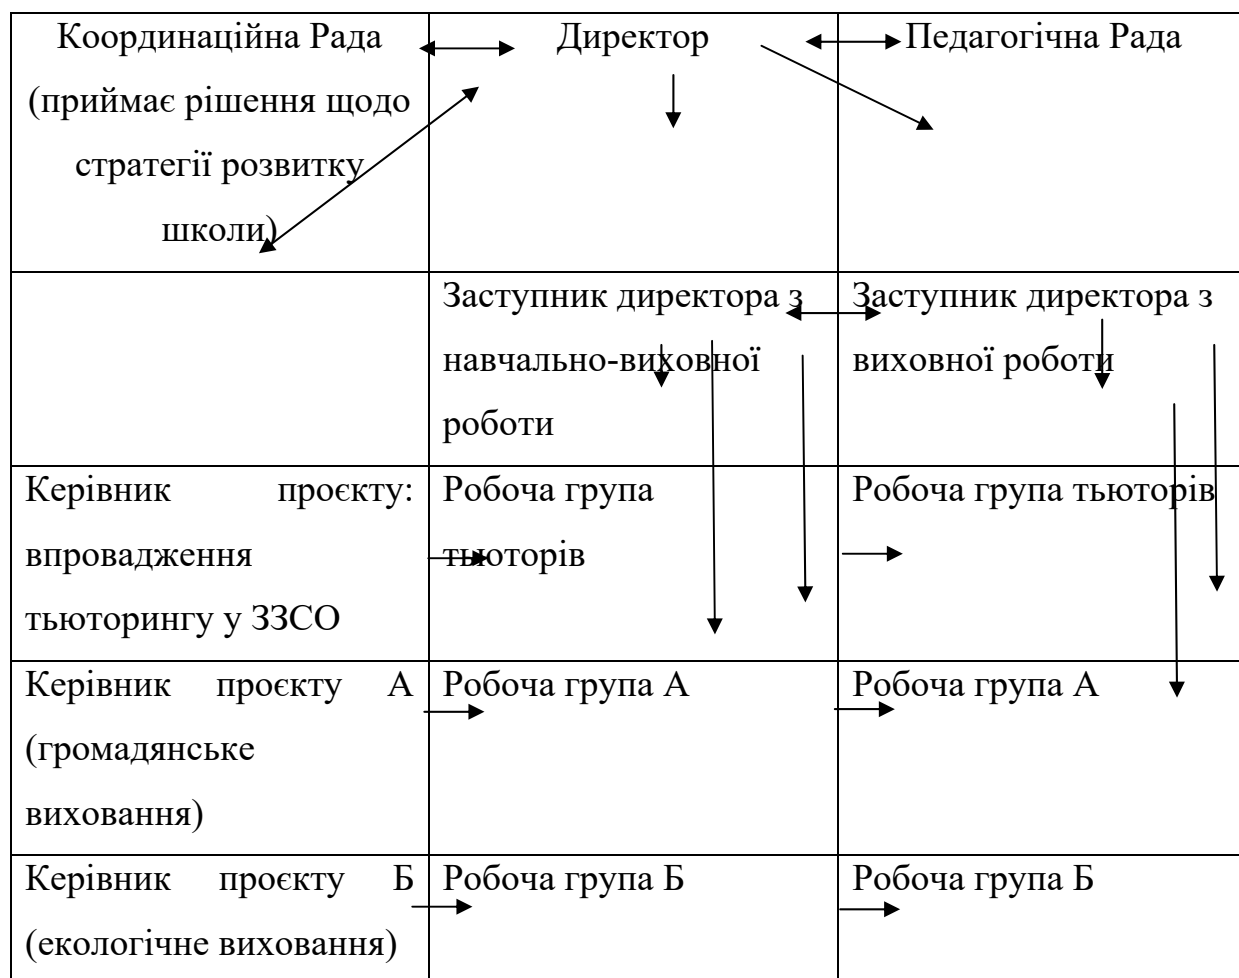 Координаційна Рада
(приймає рішення щодо
стратегії розвитку
школи)
Директор
Педагогічна Рада
Заступник директора з
навчально-виховної
роботи
Заступник директора з
виховної роботи
Керівник проєкту:
впровадження
тьюторингу у ЗЗСО
Робоча група
тьюторів
Робоча група тьюторів
Керівник проєкту А
(громадянське
виховання)
Робоча група А
Робоча група А
Керівник проєкту Б
(екологічне виховання)
Робоча група Б
Робоча група Б